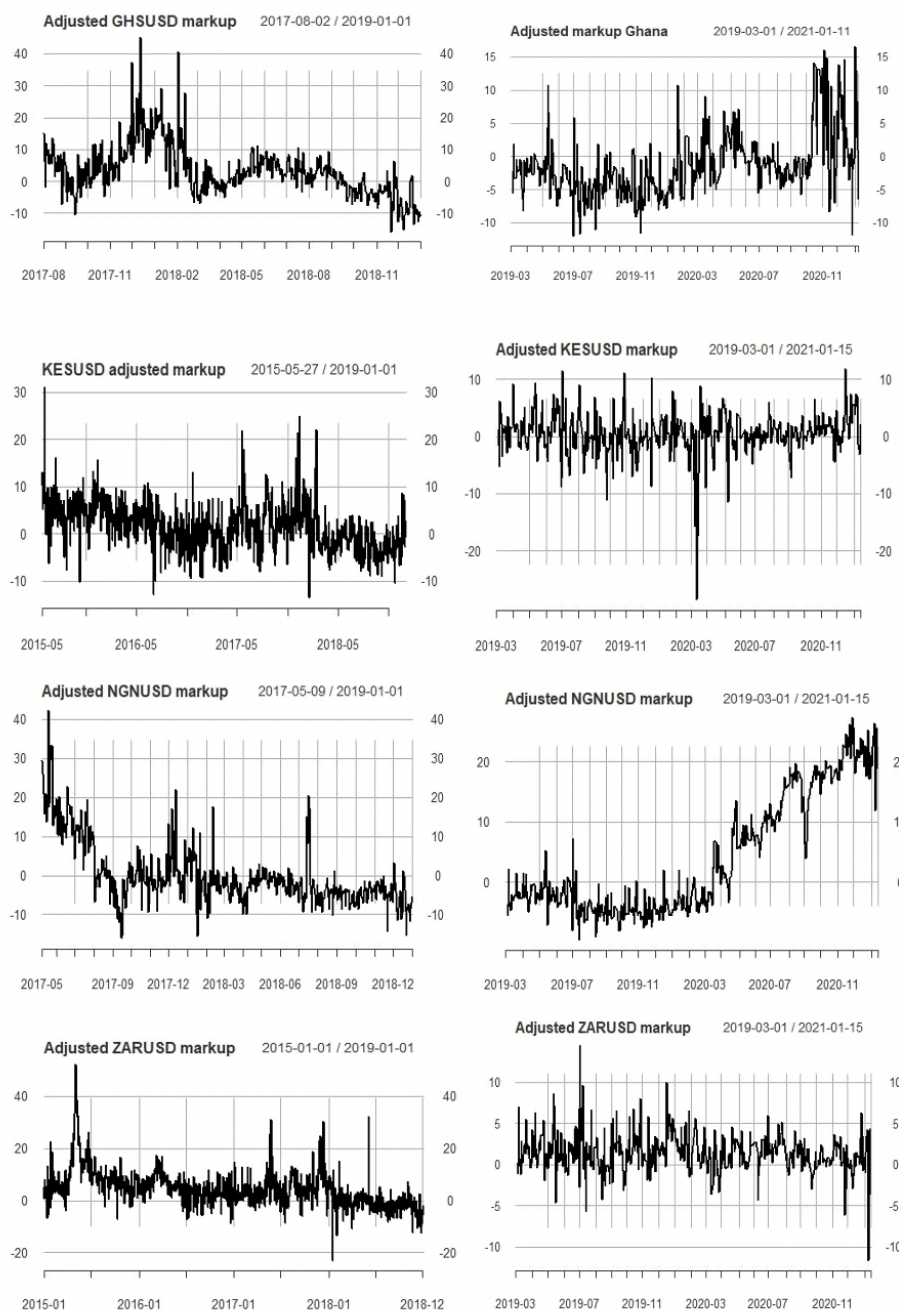 Adjusted GHSUSD markup 2017-08-02 / 2019-01-01
40 40
30 30
20 20
10 10
0 0
-10 -10
2017-08 2017-11 2018-02 2018-05 2018-08 2018-11
Adjusted markup Ghana 2019-03-01 / 2021-01-11
15 15
10 10
5 5
0 0
-5 -5
-10 -10
2019-03 2019-07 2019-11 2020-03 2020-07 2020-11
KESUSD adjusted markup 2015-05-27 / 2019-01-01
30 30
20 20
10 10
0 0
-10 -10
2015-05 2016-05 2017-05 2018-05
Adjusted KESUSD markup 2019-03-01 / 2021-01-15
10 10
0 0
-10 -10
-20 -20
2019-03 2019-07 2019-11 2020-03 2020-07 2020-11
Adjusted NGNUSD markup 2017-05-09 / 2019-01-01
40 40
30 30
20 20
10 10
0 0
-10 -10
2017-05 2017-09 2017-12 2018-03 2018-06 2018-09 2018-12
Adjusted NGNUSD markup 2019-03-01 / 2021-01-15
20
10
0
2019-03 2019-07 2019-11 2020-03 2020-07 2020-11
Adjusted ZARUSD markup 2015-01-01 / 2019-01-01
40 40
20 20
0 0
-20 -20
2015-01 2016-01 2017-01 2018-01 2018-12
Adjusted ZARUSD markup 2019-03-01 / 2021-01-15
10 10
5 5
0 0
-5 -5
-10 -10
2019-03 2019-07 2019-11 2020-03 2020-07 2020-11